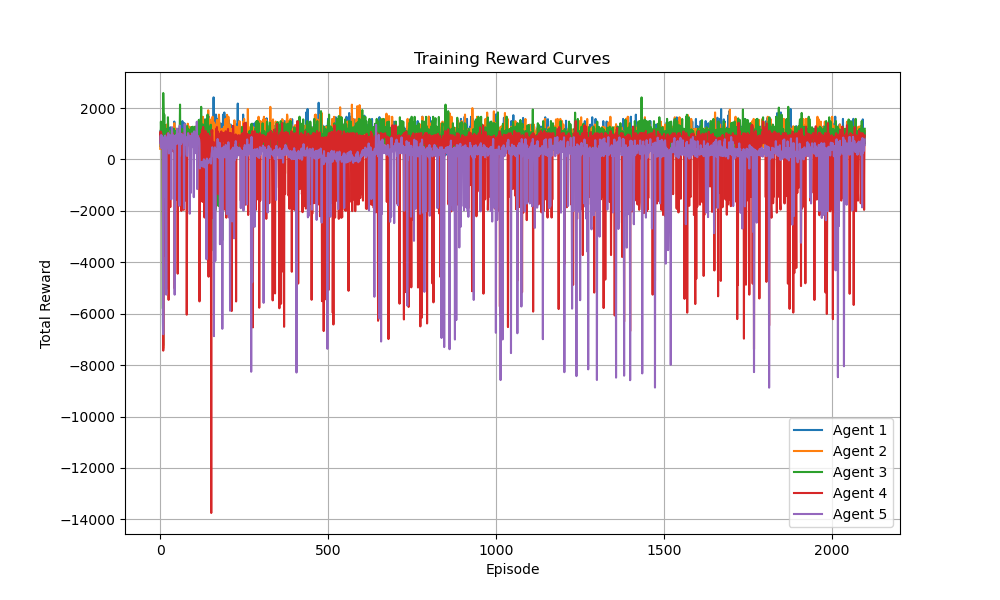 Training Reward Curves
Total Reward
2000
0
−2000
−4000
−6000
−8000
−10000
−12000
−14000
0 500 1000 1500 2000
Episode
Agent 1
Agent 2
Agent 3
Agent 4
Agent 5